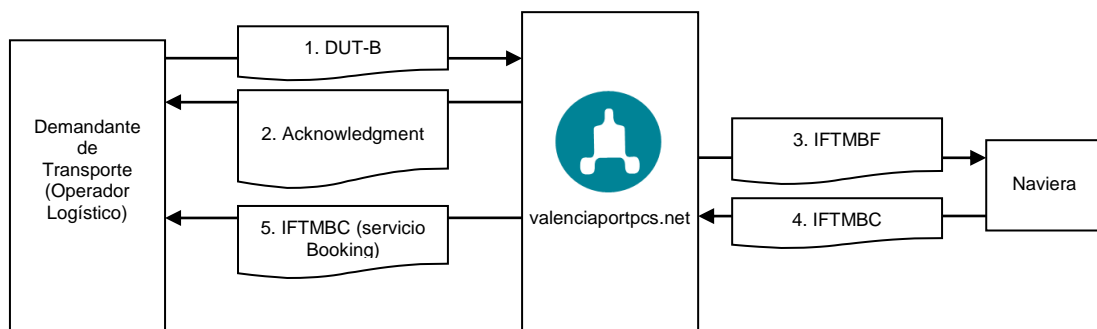 Demandante
de
Transporte
(Operador
Logístico)
1. DUT-B
2. Acknowledgment
5. IFTMBC (servicio
Booking)
valenciaportpcs.net
3. IFTMBF
4. IFTMBC
Naviera